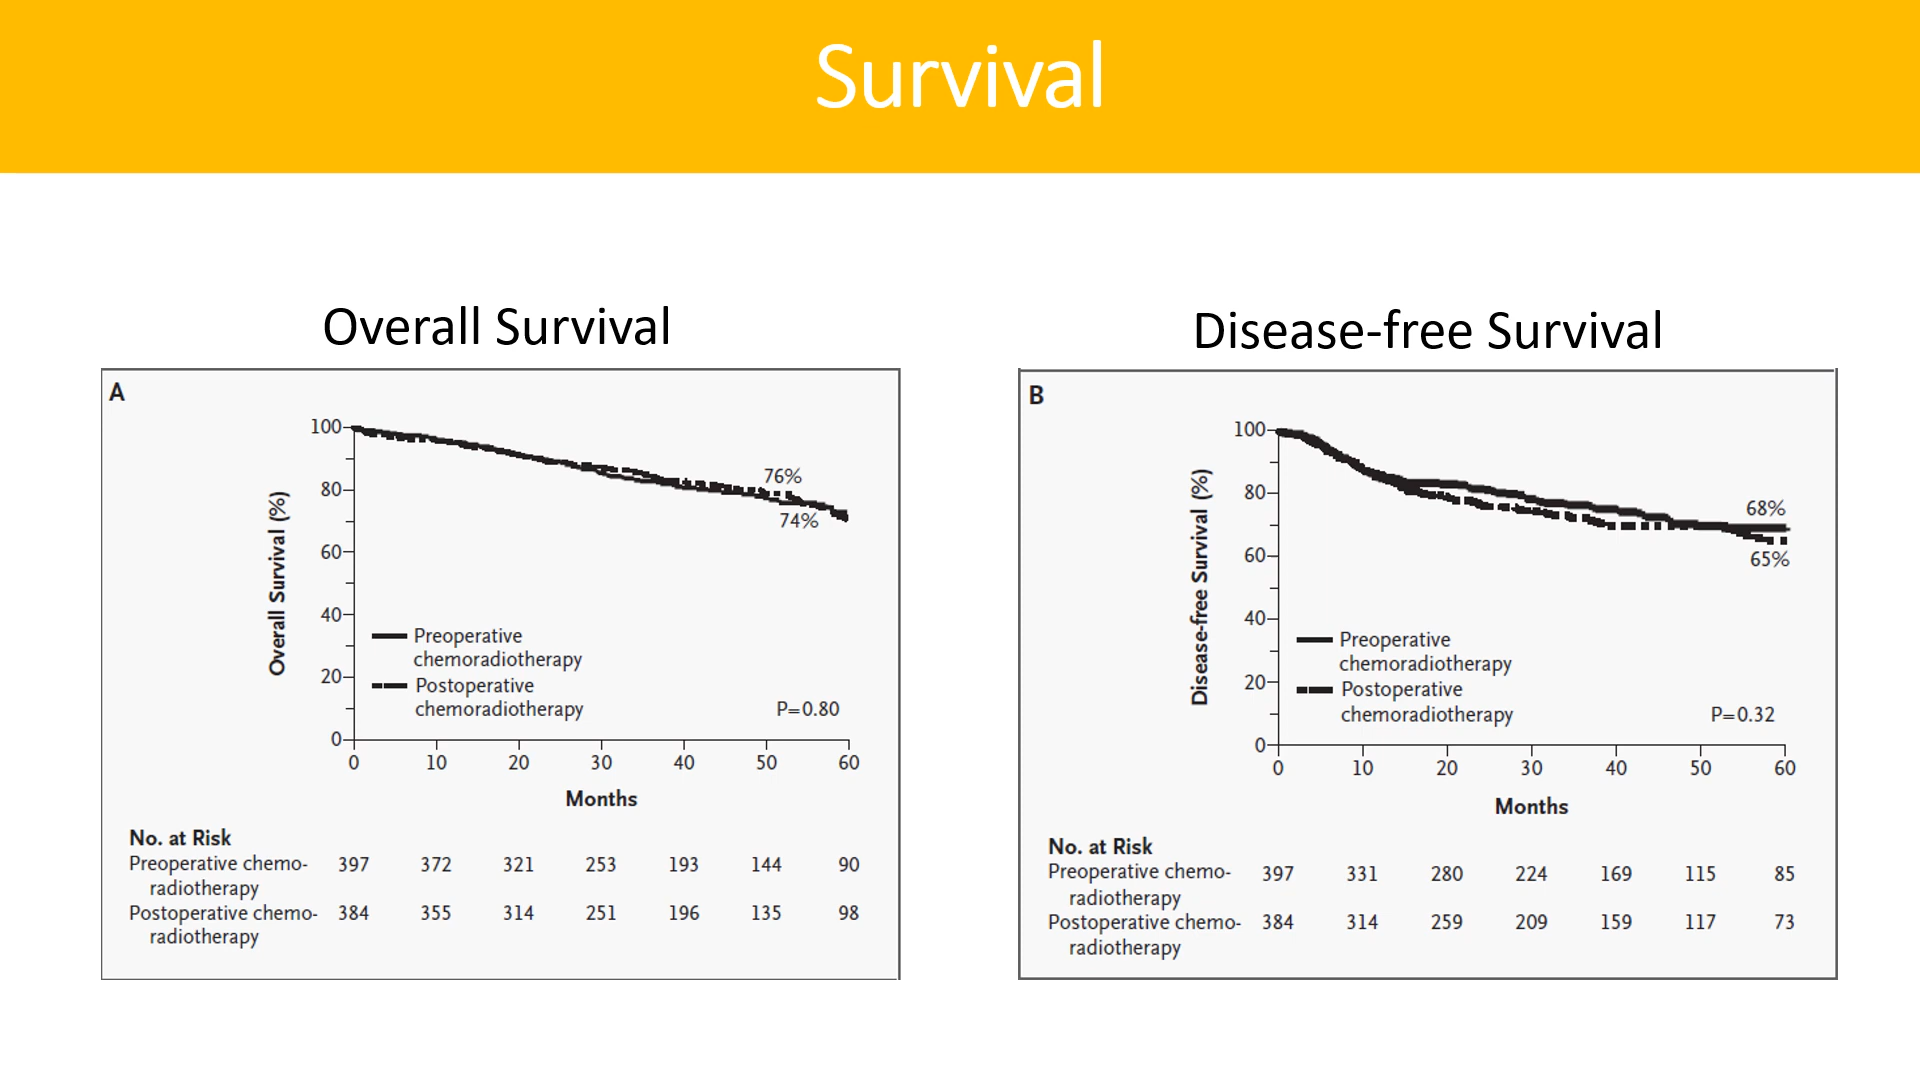 Survival
Overall Survival
A
100
80
60
40
20
0
Overall Survival (%)
76%
74%
Preoperative
chemoradiotherapy
Postoperative
chemoradiotherapy
P=0.80
0 10 20 30 40 50 60
Months
No. at Risk
Preoperative chemo- 397 372 321 253 193 144 90
radiotherapy
Postoperative chemo- 384 355 314 251 196 135 98
radiotherapy
Disease-free Survival
B
100
80
60
40
20
0
Disease-free Survival (%)
68%
65%
Preoperative
chemoradiotherapy
Postoperative
chemoradiotherapy
P=0.32
0 10 20 30 40 50 60
Months
No. at Risk
Preoperative chemo- 397 331 280 224 169 115 85
radiotherapy
Postoperative chemo- 384 314 259 209 159 117 73
radiotherapy